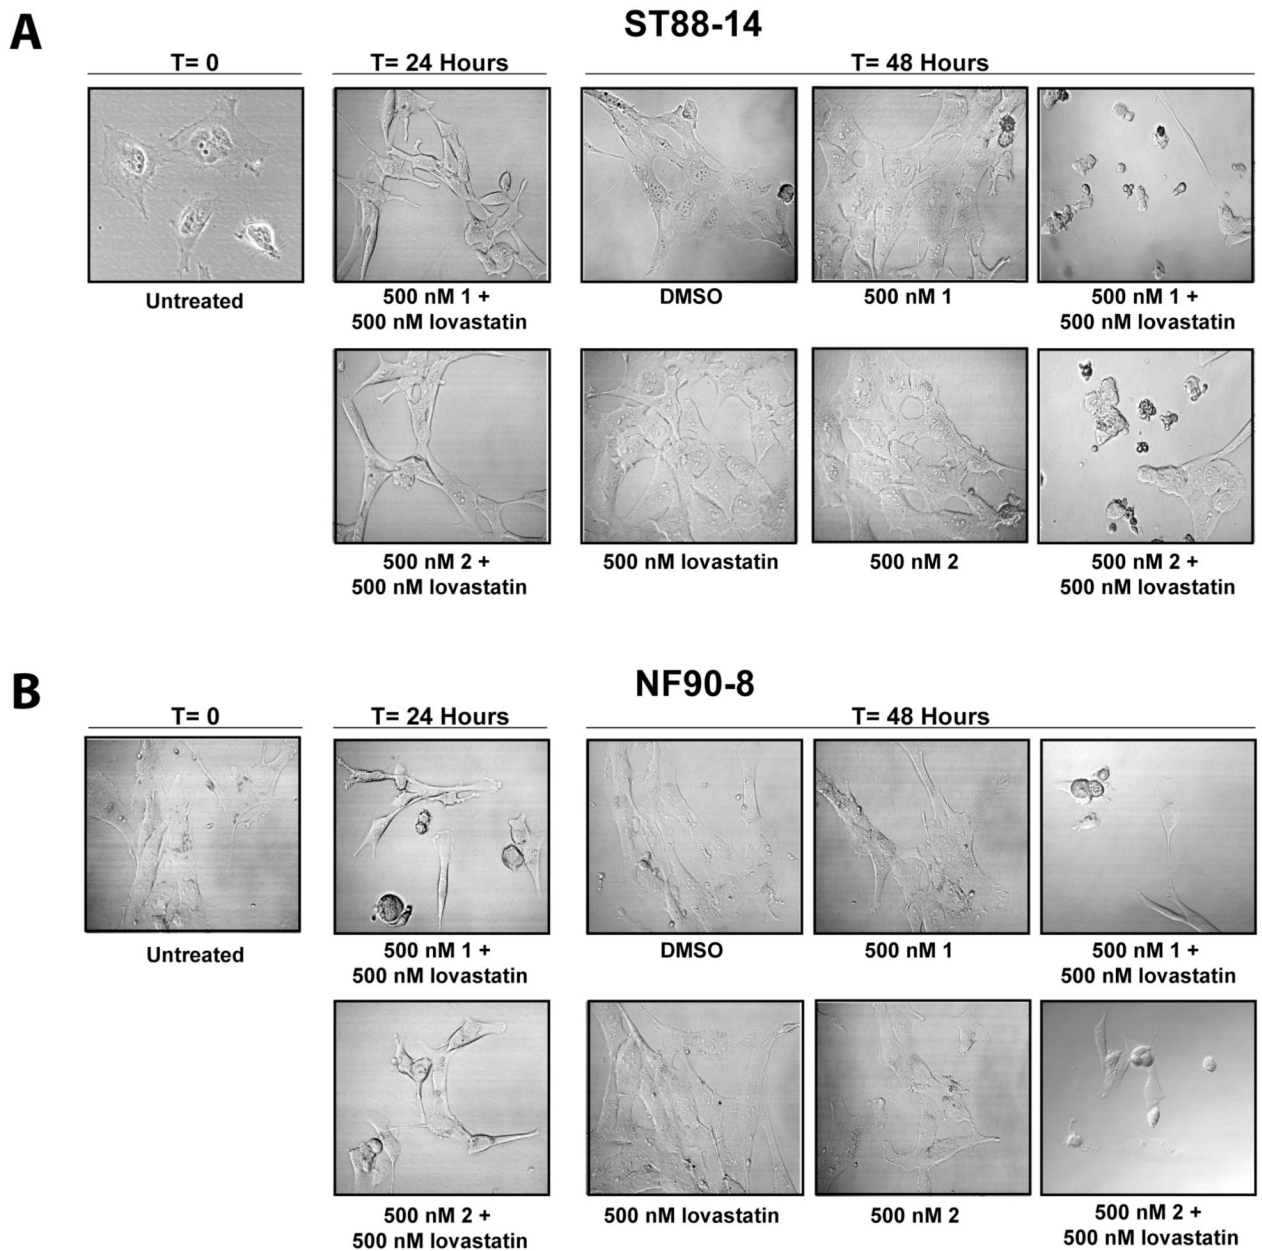 A
ST88-14
T= 0
T= 24 Hours
T= 48 Hours
Untreated
500 nM 1 +
500 nM lovastatin
DMSO
500 nM 1
500 nM 1 +
500 nM lovastatin
500 nM 2 +
500 nM lovastatin
500 nM lovastatin
500 nM 2
500 nM 2 +
500 nM lovastatin
B
NF90-8
T= 0
T= 24 Hours
T= 48 Hours
Untreated
500 nM 1 +
500 nM lovastatin
DMSO
500 nM 1
500 nM 1 +
500 nM lovastatin
500 nM 2 +
500 nM lovastatin
500 nM lovastatin
500 nM 2
500 nM 2 +
500 nM lovastatin